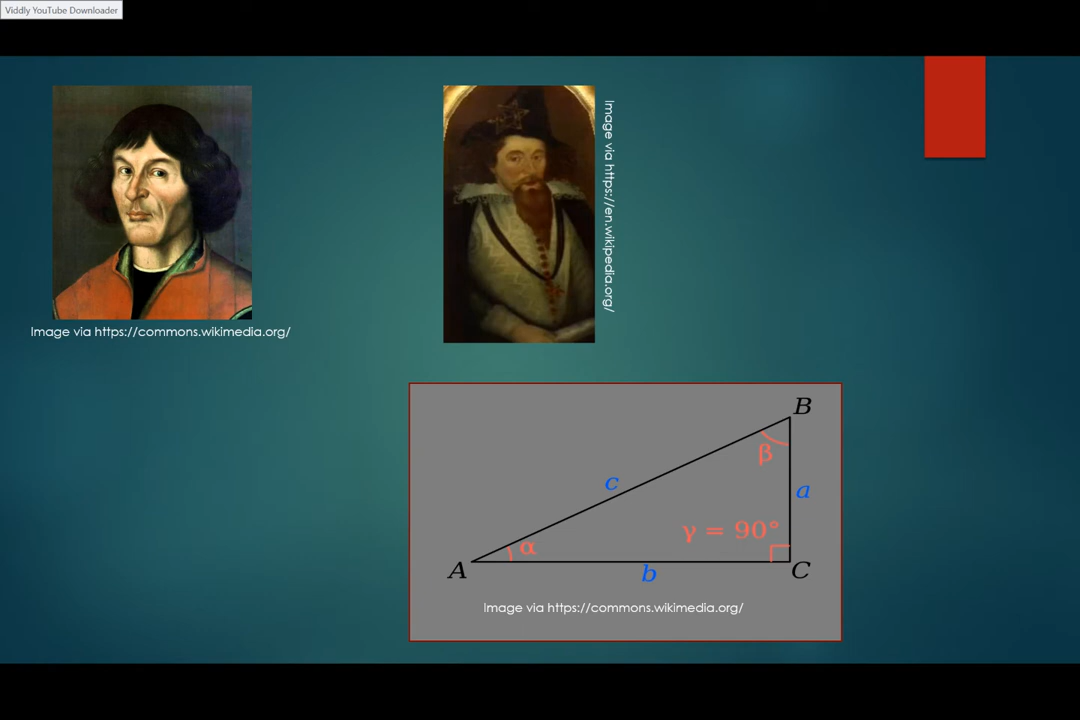 Viddly YouTube Downloader
Image via https://commons.wikimedia.org/
Image via https://en.wikipedia.org/
B
β
c
a
γ = 90°
α
A
b
C
Image via https://commons.wikimedia.org/